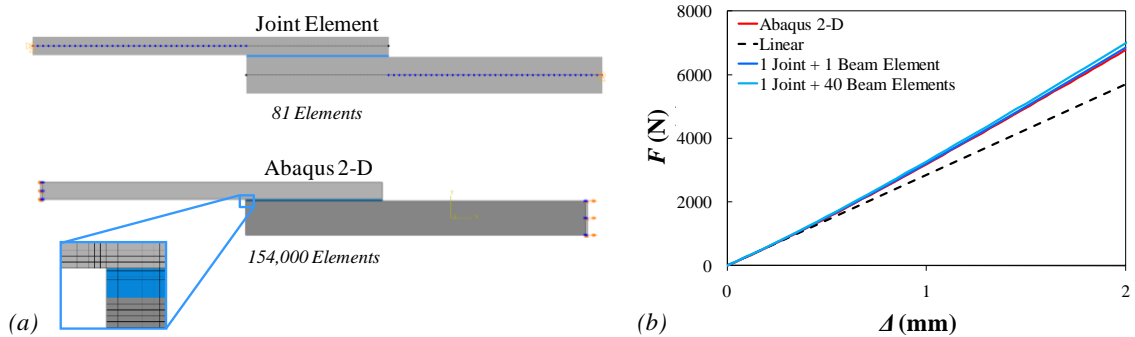 Joint Element
81 Elements
Abaqus 2-D
154,000 Elements
(a)
8000
6000
4000
2000
0
F (N)
Abaqus 2-D
Linear
1 Joint + 1 Beam Element
1 Joint + 40 Beam Elements
0
1
2
Δ (mm)
(b)